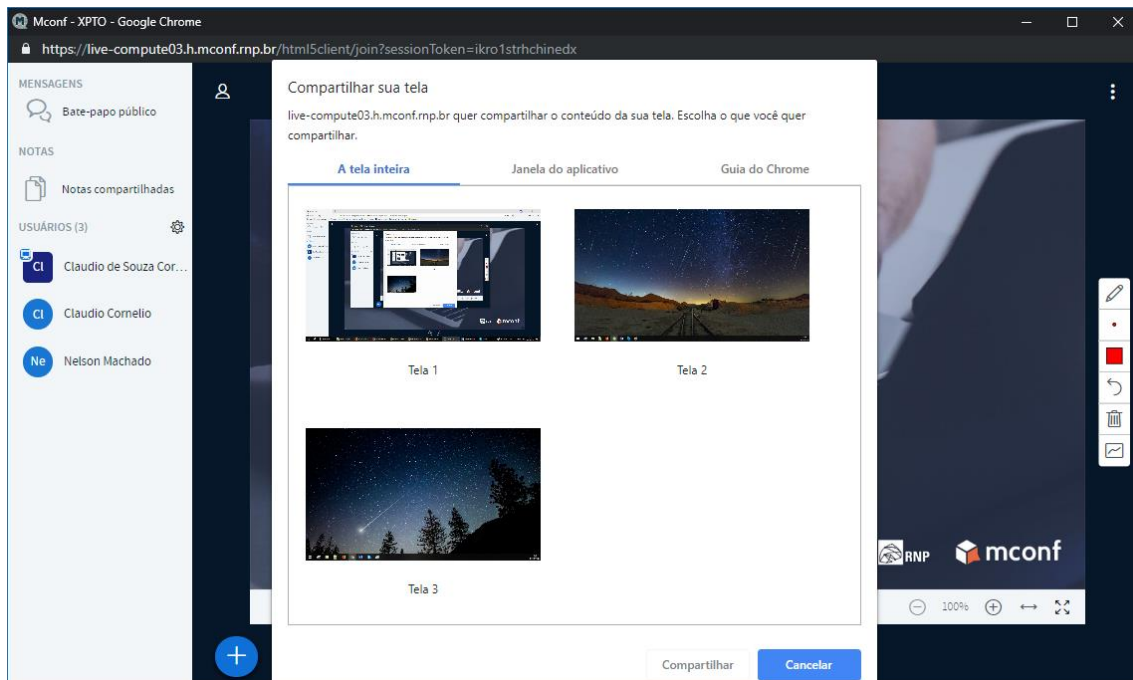 Mconf - XPTO - Google Chrome
https://live-compute03.h.mconf.rnp.br/html5client/join?sessionToken=ikro1strhchinedx
MENSAGENS
Bate-papo público
NOTAS
Notas compartilhadas
USUÁRIOS (3)
CI Claudio de Souza Cor...
CI Claudio Cornelio
Ne Nelson Machado
Compartilhar sua tela
live-compute03.h.mconf.rnp.br quer compartilhar o conteúdo da sua tela. Escolha o que você quer
compartilhar.
A tela inteira Janela do aplicativo Guia do Chrome
Tela 1 Tela 2
Tela 3
RNP mconf
100%
Compartilhar Cancelar